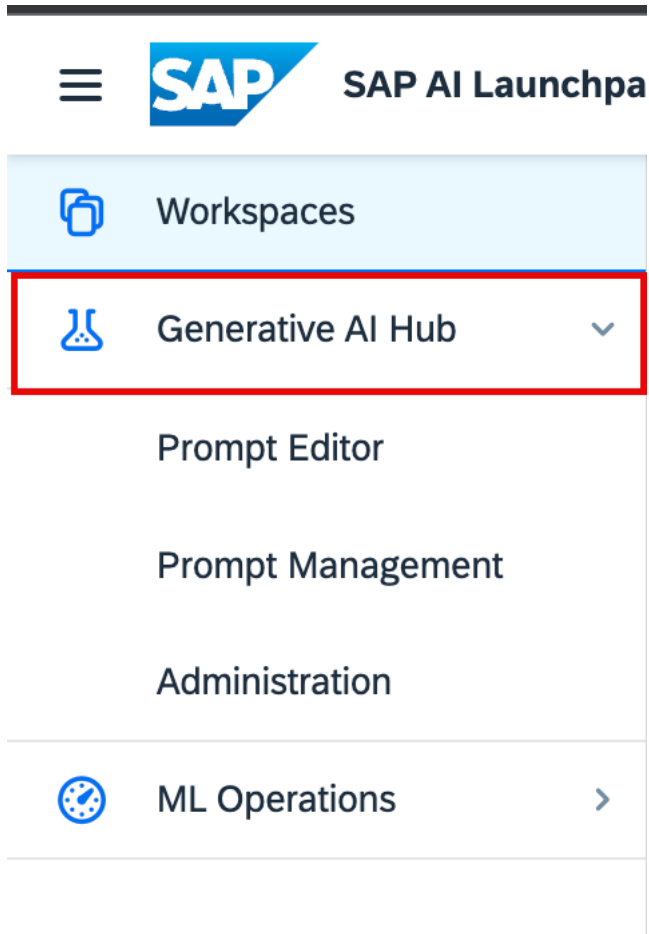 SAP SAP AI Launchpa
Workspaces
Generative AI Hub
Prompt Editor
Prompt Management
Administration
ML Operations